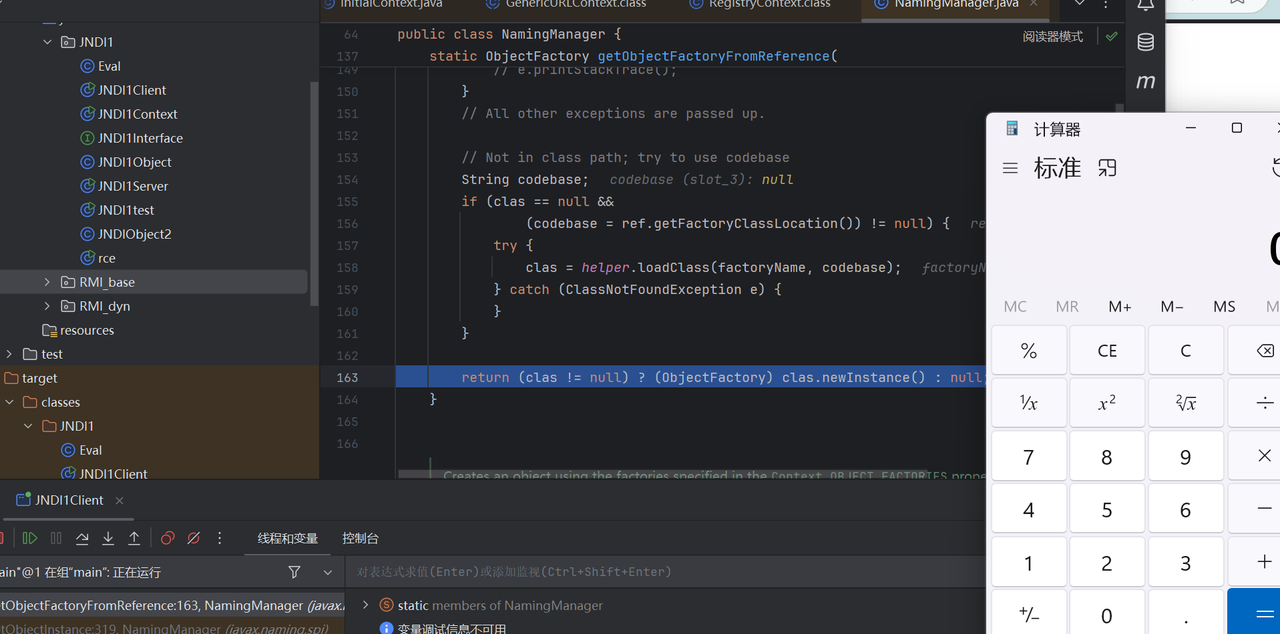 InitialContext.java
GenericURLContext.class
RegistryContext.class
NamingManager.java
JNDI1
Eval
JNDI1Client
JNDI1Context
JNDI1Interface
JNDI1Object
JNDI1Server
JNDI1test
JNDIObject2
rce
RMI_base
RMI_dyn
resources
test
target
classes
JNDI1
Eval
JNDI1Client
阅读器模式
64 public class NamingManager {
137 static ObjectFactory getObjectFactoryFromReference(
149 // e.printStackTrace();
150 }
151 // All other exceptions are passed up.
152
153 // Not in class path; try to use codebase
154 String codebase; codebase (slot_3): null
155 if (clas == null &&
156 (codebase = ref.getFactoryClassLocation()) != null) { re
157 try {
158 clas = helper.loadClass(factoryName, codebase); factoryN
159 } catch (ClassNotFoundException e) {
160 }
161 }
162
163 return (clas != null) ? (ObjectFactory) clas.newInstance() : null;
164 }
165
166
Creates an object using the factories specified in the Context.OBJECT_FACTORIES prope
m
计算器
标准
0
MC MR M+ M− MS M
% CE C
¹/x x² ²√x ÷
7 8 9 ×
4 5 6 −
1 2 3 +
+/− 0 . =
JNDI1Client
线程和变量 控制台
ain"@1 在组"main": 正在运行
对表达式求值(Enter)或添加监视(Ctrl+Shift+Enter)
tObjectFactoryFromReference:163, NamingManager (javax.
static members of NamingManager
tObjectInstance:319, NamingManager (javax.naming.spi)
变量调试信息不可用